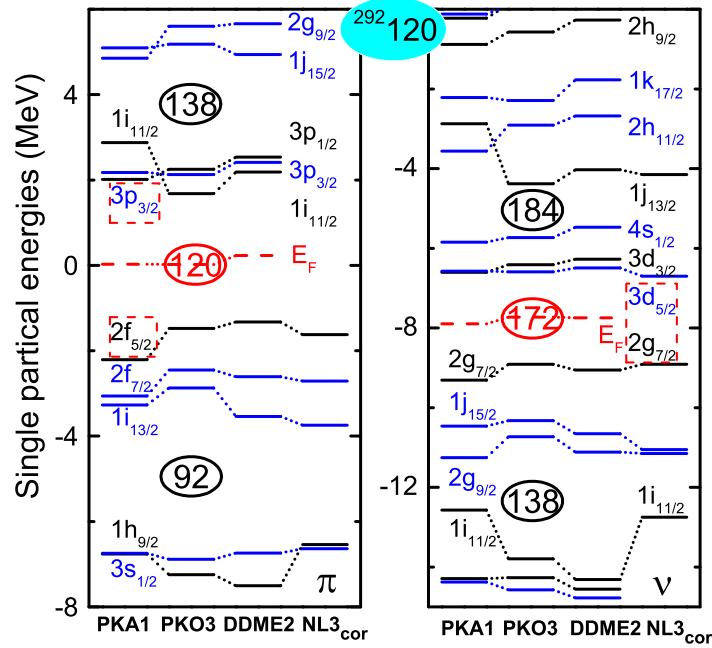 Single partical energies (MeV)
²⁹²120
4
0
-4
-8
2g₉/₂
1j₁₅/₂
138
1i₁₁/₂
3p₁/₂
3p₃/₂
3p₃/₂
1i₁₁/₂
120
E_F
2f₅/₂
2f₇/₂
1i₁₃/₂
92
1h₉/₂
3s₁/₂
π
PKA1 PKO3 DDME2 NL3cor
-4
-8
-12
2h₉/₂
1k₁₇/₂
2h₁₁/₂
1j₁₃/₂
184
4s₁/₂
3d₃/₂
3d₅/₂
172
E_F
2g₇/₂
2g₇/₂
1j₁₅/₂
2g₉/₂
138
1i₁₁/₂
1i₁₁/₂
ν
PKA1 PKO3 DDME2 NL3cor